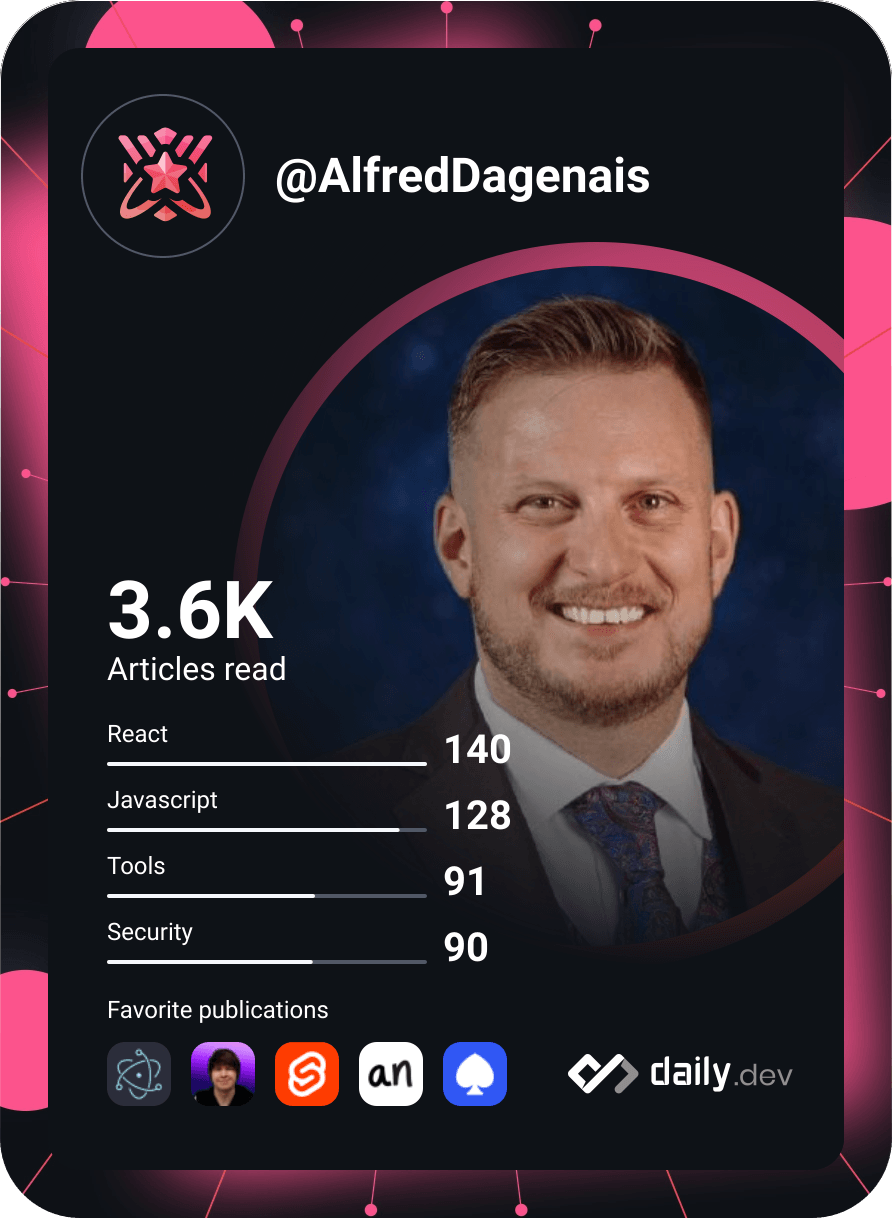 @AlfredDagenais
3.6K
Articles read
React
140
Javascript
128
Tools
91
Security
90
Favorite publications
an
daily.dev